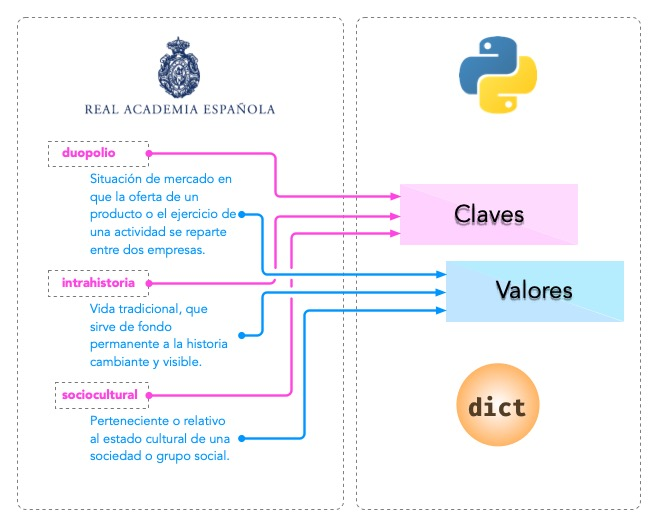 REAL ACADEMIA ESPAÑOLA
duopolio
Situación de mercado en
que la oferta de un
producto o el ejercicio de
una actividad se reparte
entre dos empresas.
intrahistoria
Vida tradicional, que
sirve de fondo
permanente a la historia
cambiante y visible.
sociocultural
Perteneciente o relativo
al estado cultural de una
sociedad o grupo social.
Claves
Valores
dict